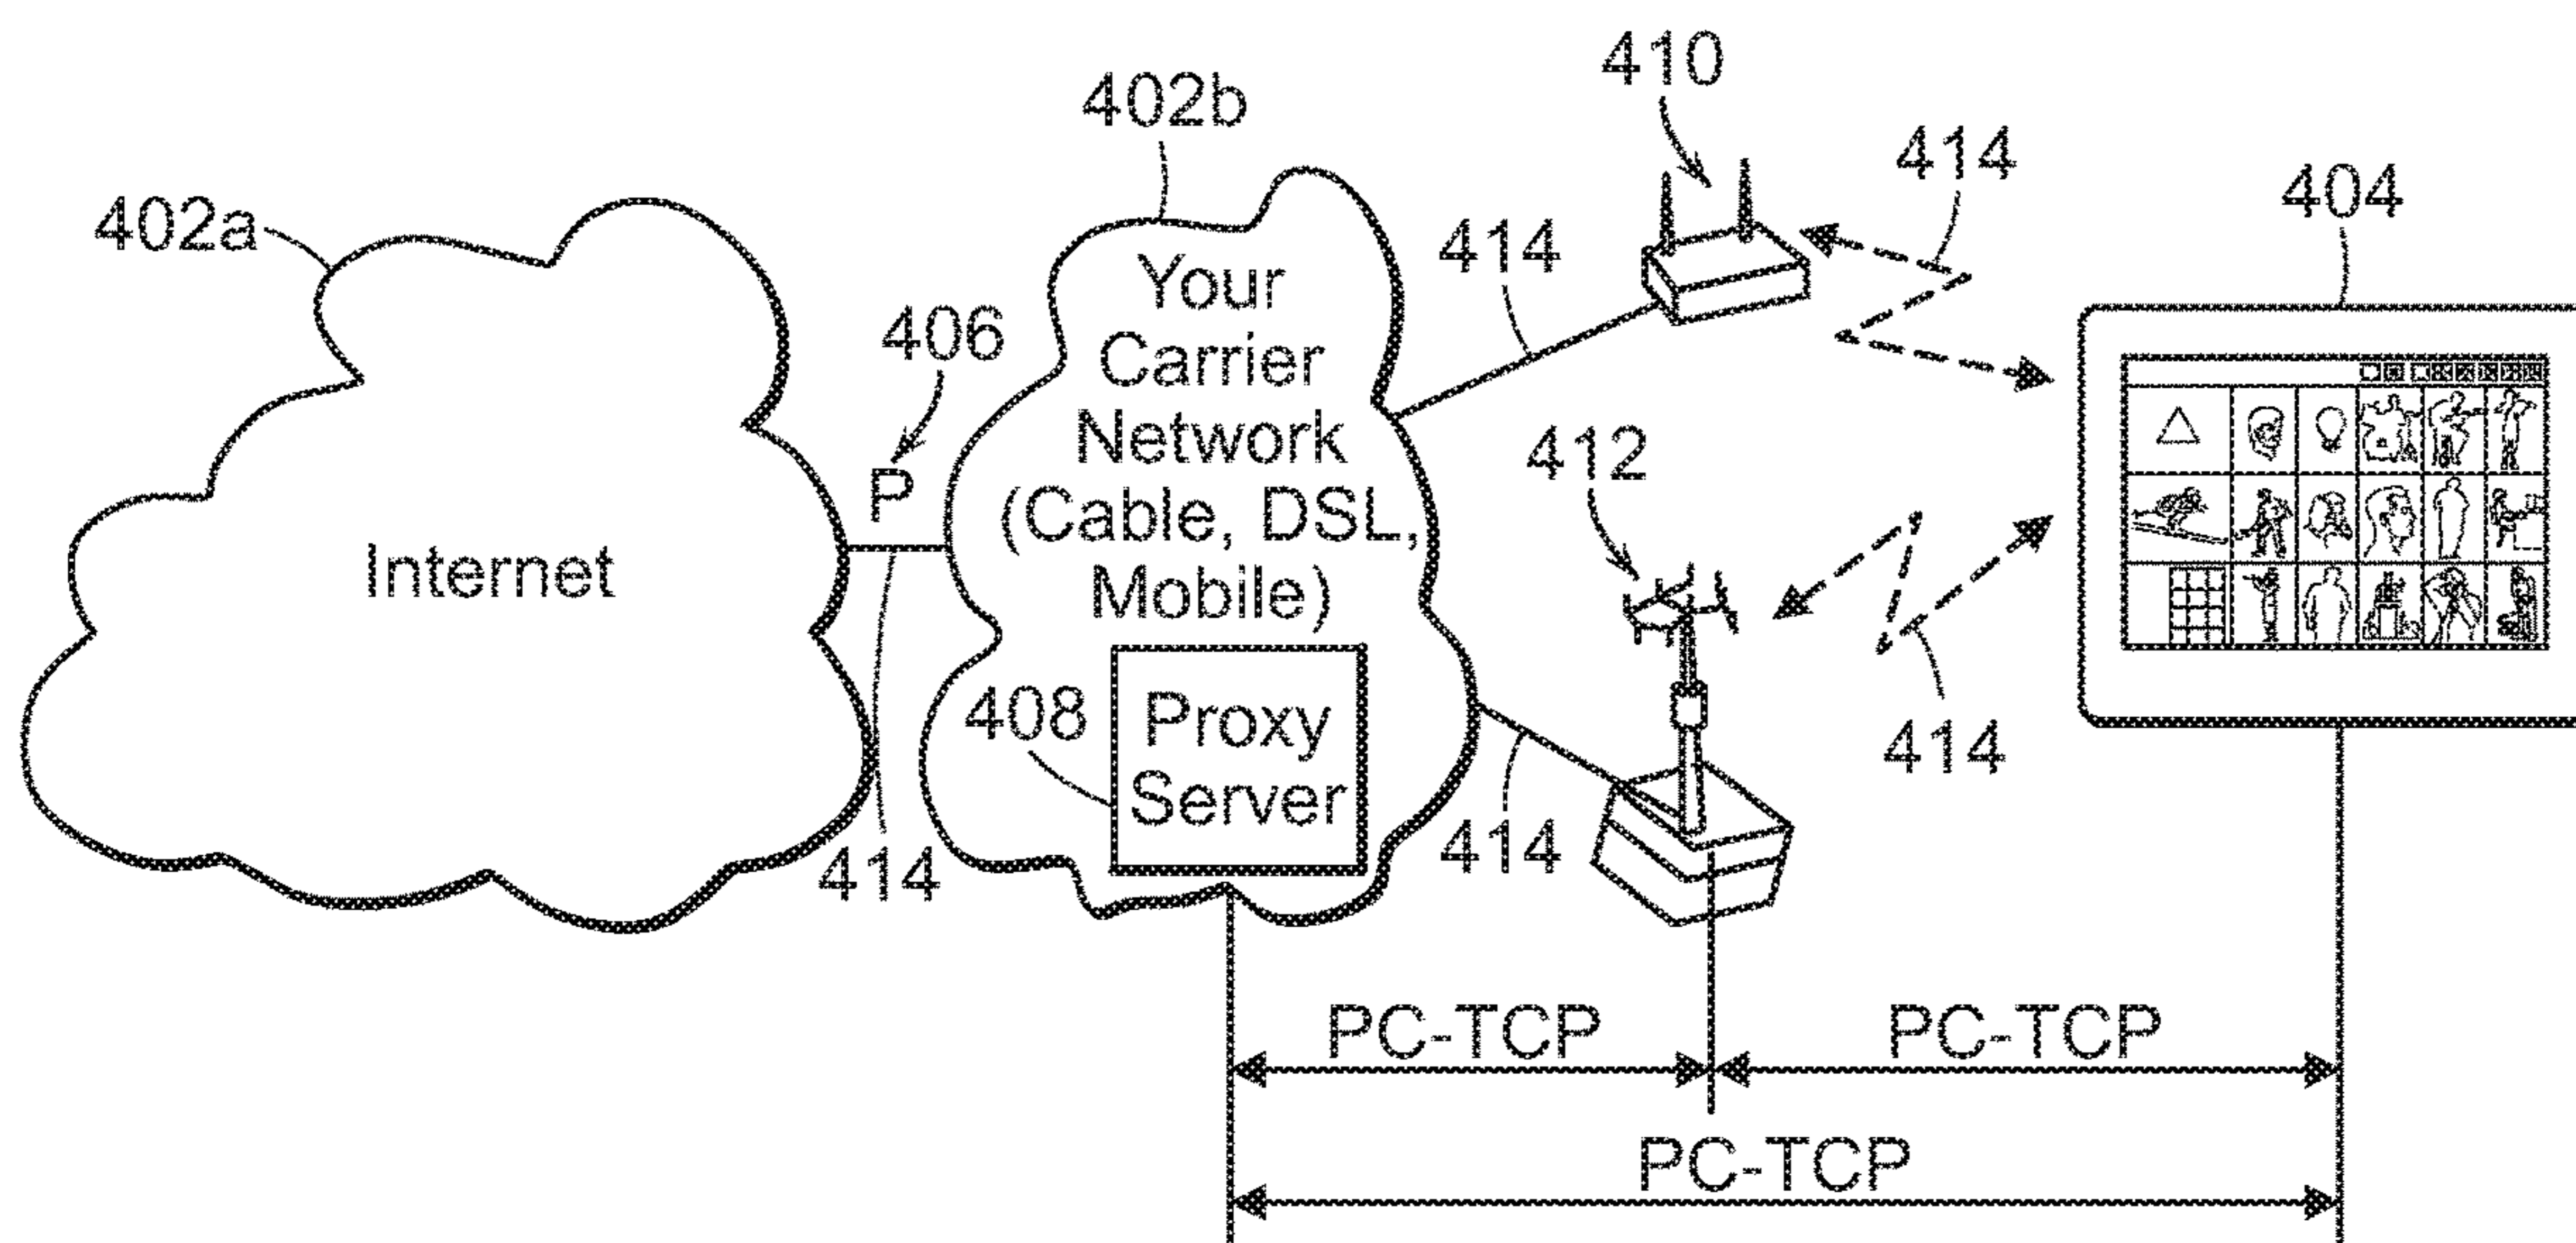 410
402b
414
404
402a
414
406
Your
Carrier
Network
(Cable, DSL,
Mobile)
P
412
Internet
408
Proxy
Server
414
414
414
PC-TCP
PC-TCP
PC-TCP